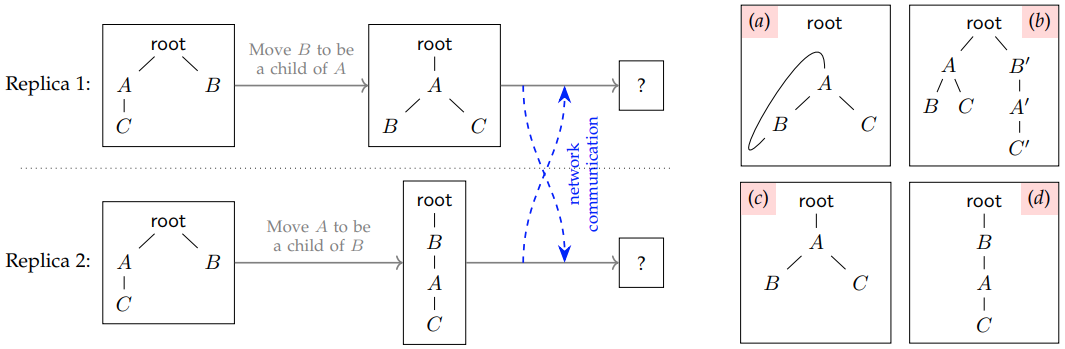 Replica 1:
root
A
B
C
Move B to be
a child of A
root
A
B
C
?
network
communication
Replica 2:
root
A
B
C
Move A to be
a child of B
root
B
A
C
?
(a)
root
A
B
C
(b)
root
A
B′
B
C
A′
C′
(c)
root
A
B
C
(d)
root
B
A
C